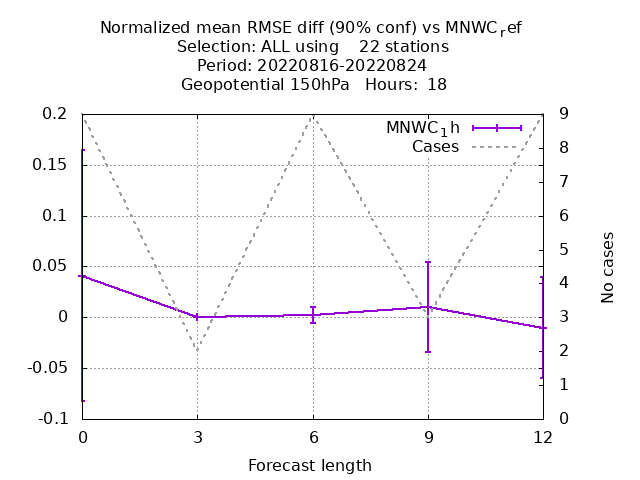 Normalized mean RMSE diff (90% conf) vs MNWC_ref
Selection: ALL using    22 stations
Period: 20220816-20220824
Geopotential 150hPa   Hours:  18
MNWC_1h
Cases
0.2
0.15
0.1
0.05
0
-0.05
-0.1
9
8
7
6
5
4
3
2
1
0
No cases
0 3 6 9 12
Forecast length